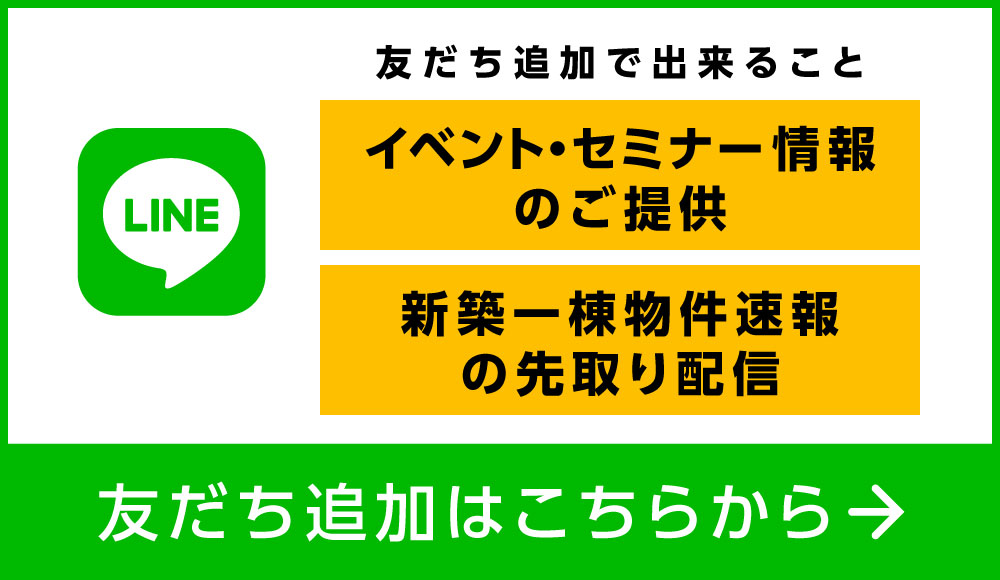 友だち追加で出来ること
LINE
イベント・セミナー情報
のご提供
新築一棟物件速報
の先取り配信
友だち追加はこちらから→